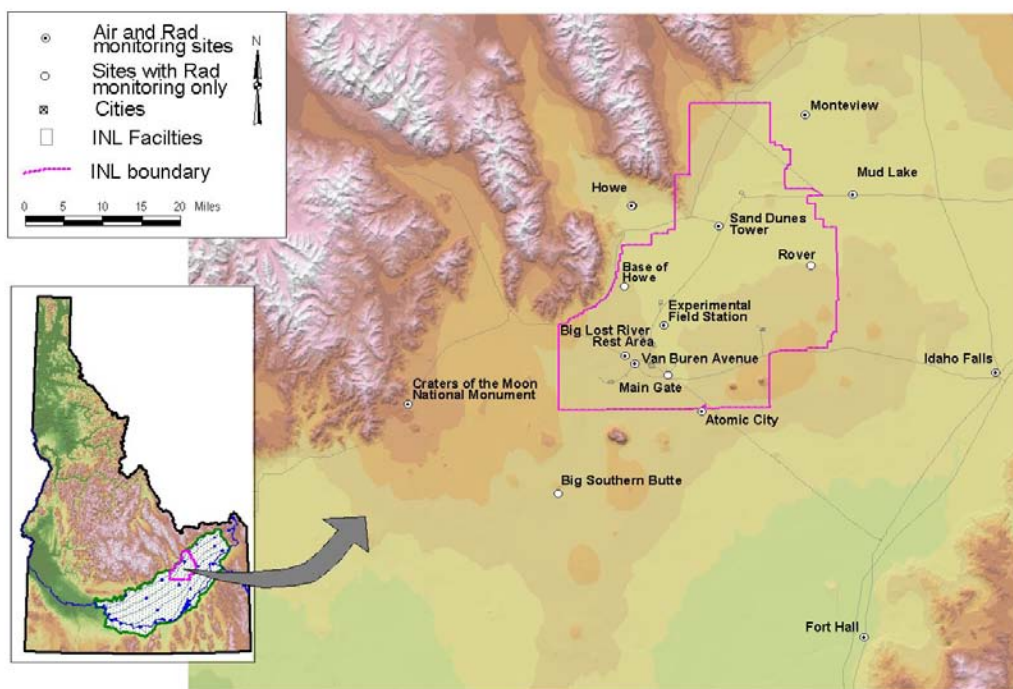 Air and Rad
monitoring sites
Sites with Rad
monitoring only
Cities
INL Facilties
INL boundary
0 5 10 15 20 Miles
N
Monteview
Mud Lake
Howe
Sand Dunes
Tower
Rover
Base of
Howe
Experimental
Field Station
Big Lost River
Rest Area
Van Buren Avenue
Idaho Falls
Main Gate
Craters of the Moon
National Monument
Atomic City
Big Southern Butte
Fort Hall